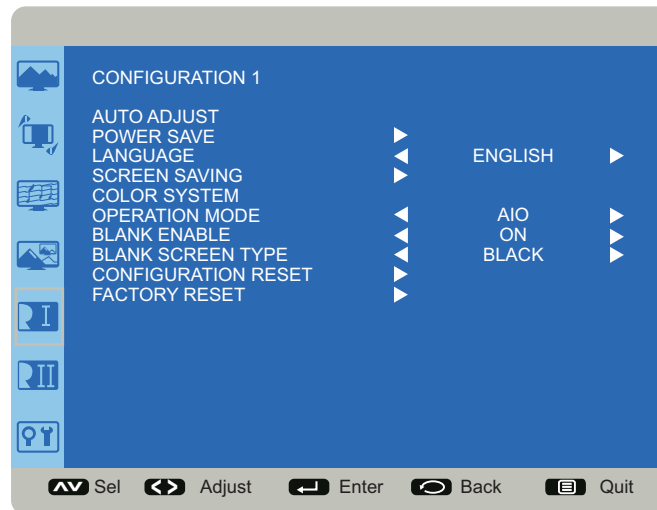 CONFIGURATION 1
AUTO ADJUST
POWER SAVE
LANGUAGE ENGLISH
SCREEN SAVING
COLOR SYSTEM
OPERATION MODE AIO
BLANK ENABLE ON
BLANK SCREEN TYPE BLACK
CONFIGURATION RESET
FACTORY RESET
I
II
Sel Adjust Enter Back Quit